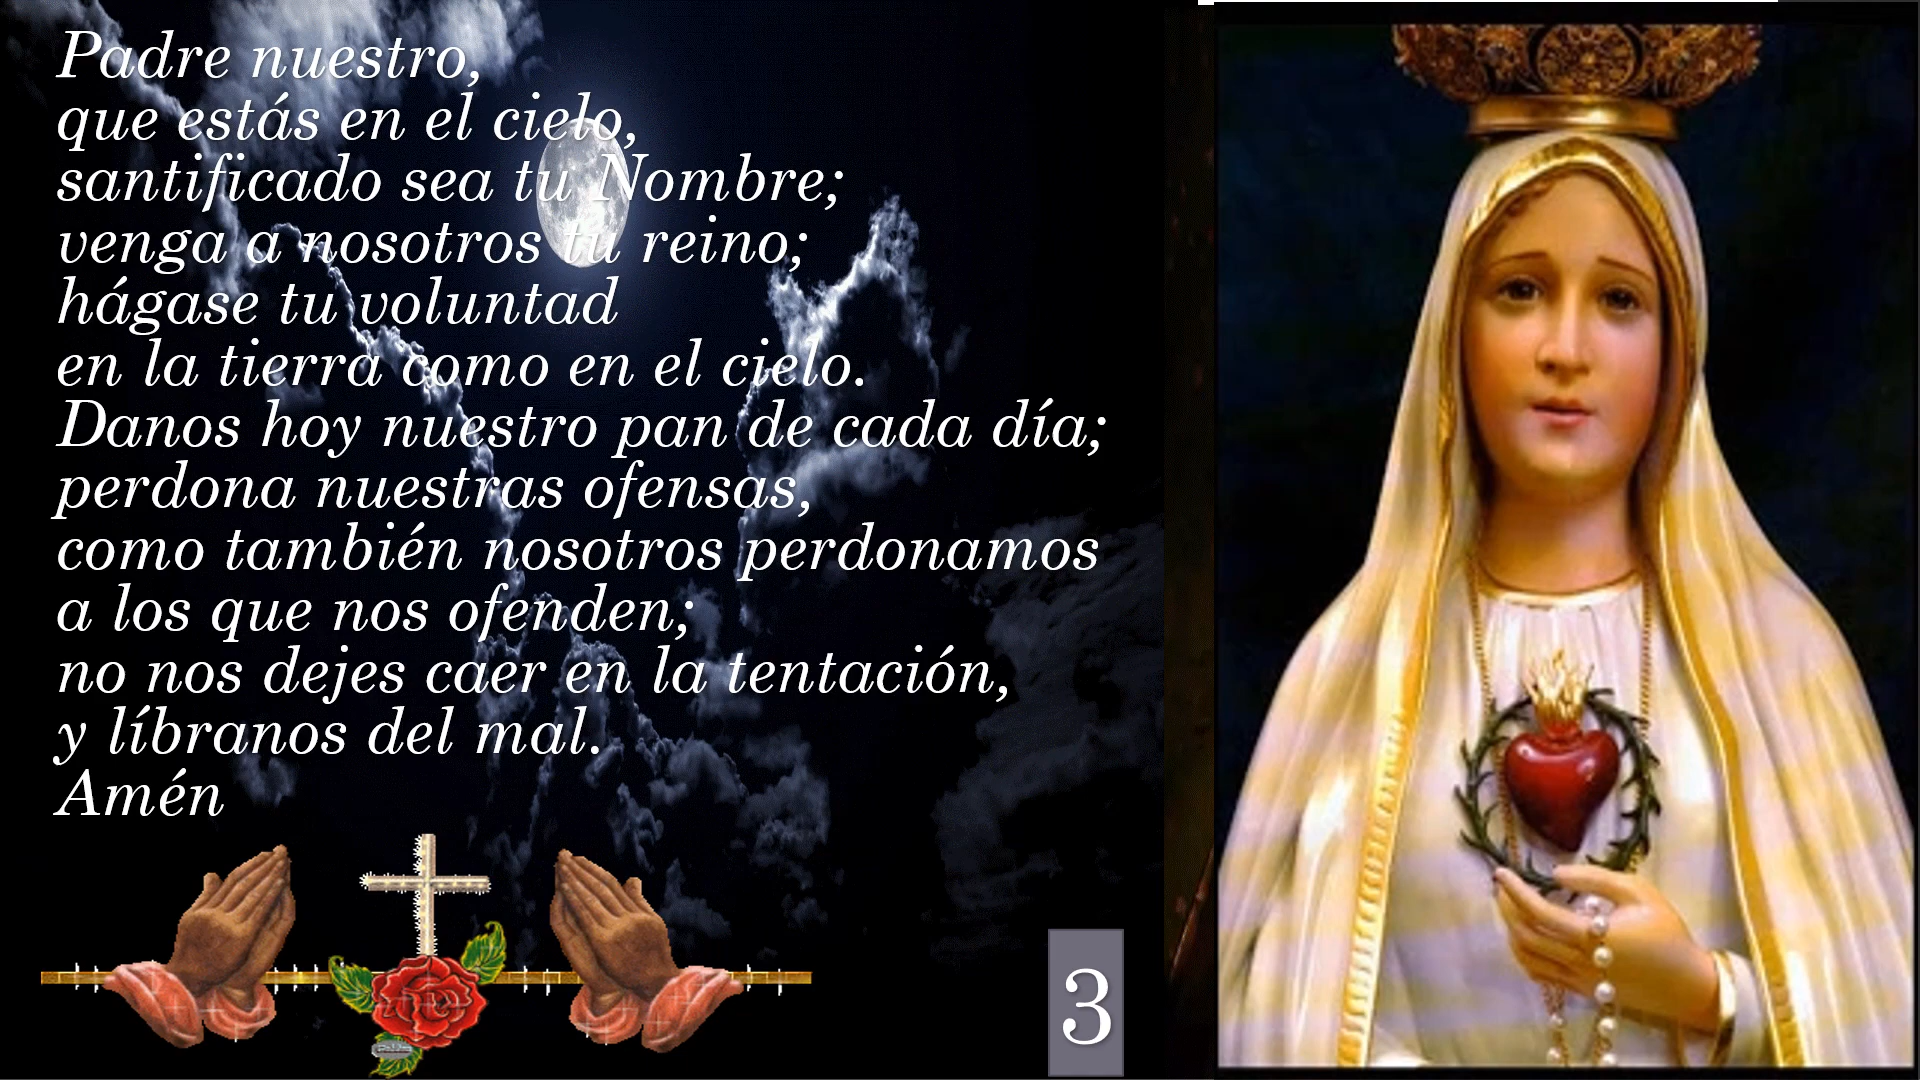 Padre nuestro,
que estás en el cielo,
santificado sea tu Nombre;
venga a nosotros tu reino;
hágase tu voluntad
en la tierra como en el cielo.
Danos hoy nuestro pan de cada día;
perdona nuestras ofensas,
como también nosotros perdonamos
a los que nos ofenden;
no nos dejes caer en la tentación,
y líbranos del mal.
Amén
3